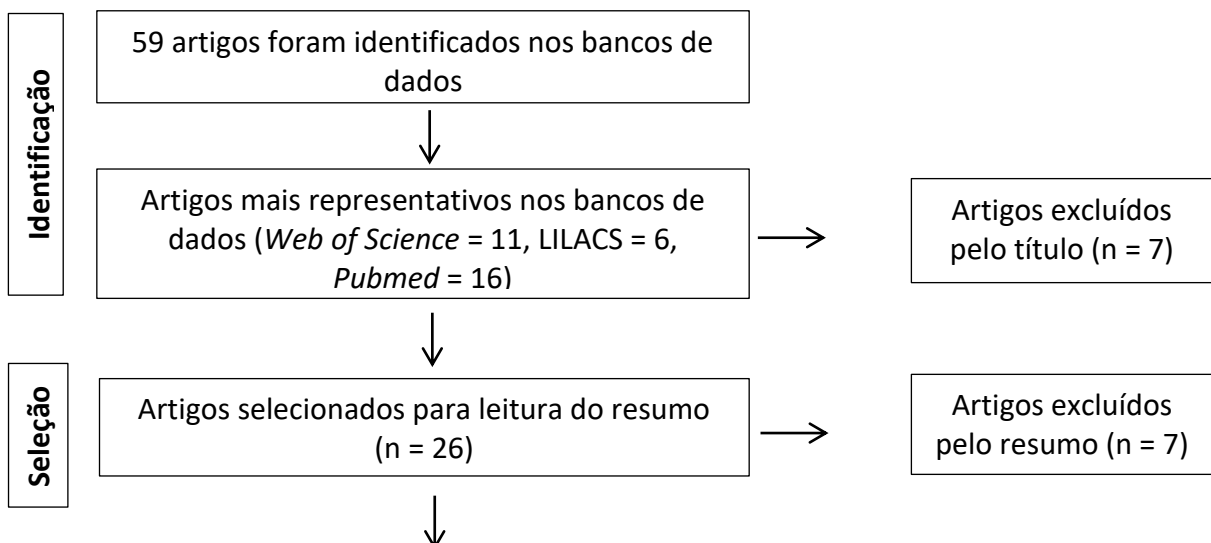 Identificação
59 artigos foram identificados nos bancos de
dados
Artigos mais representativos nos bancos de
dados (Web of Science = 11, LILACS = 6,
Pubmed = 16)
Artigos excluídos
pelo título (n = 7)
Seleção
Artigos selecionados para leitura do resumo
(n = 26)
Artigos excluídos
pelo resumo (n = 7)